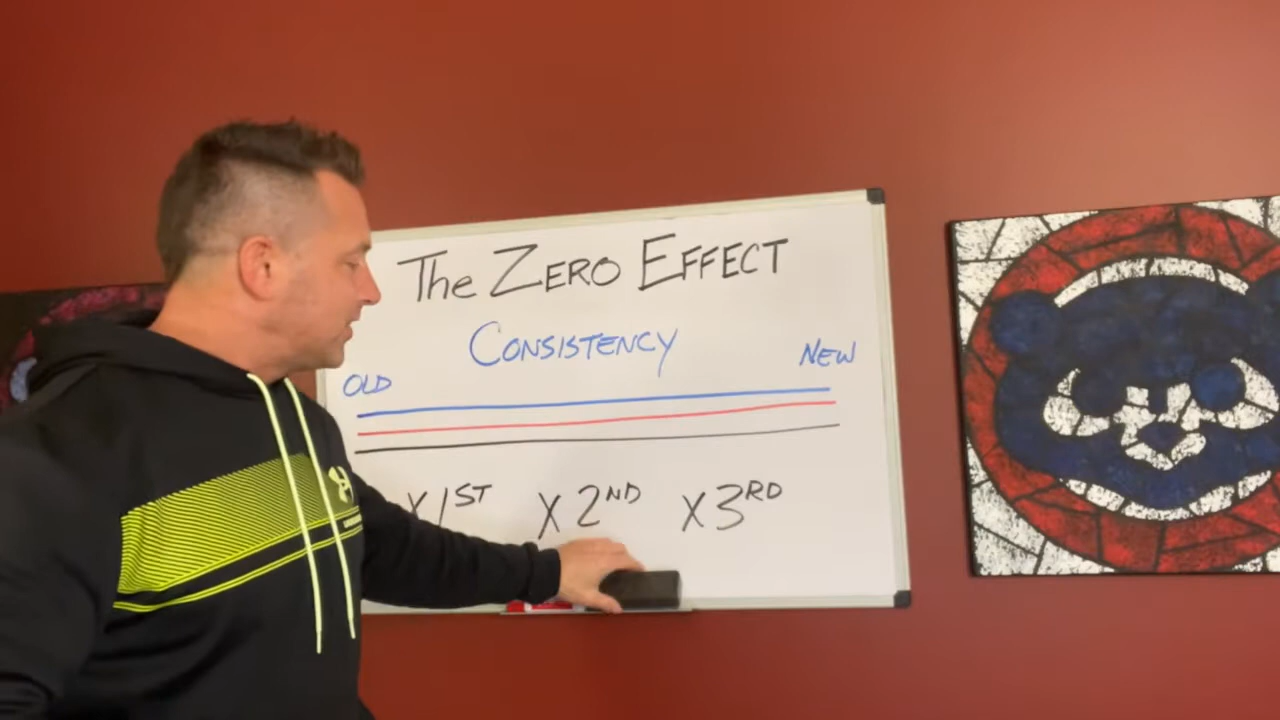 The ZERO EFFECT
CONSISTENCY
OLD NEW
X 1ST X 2ND X 3RD